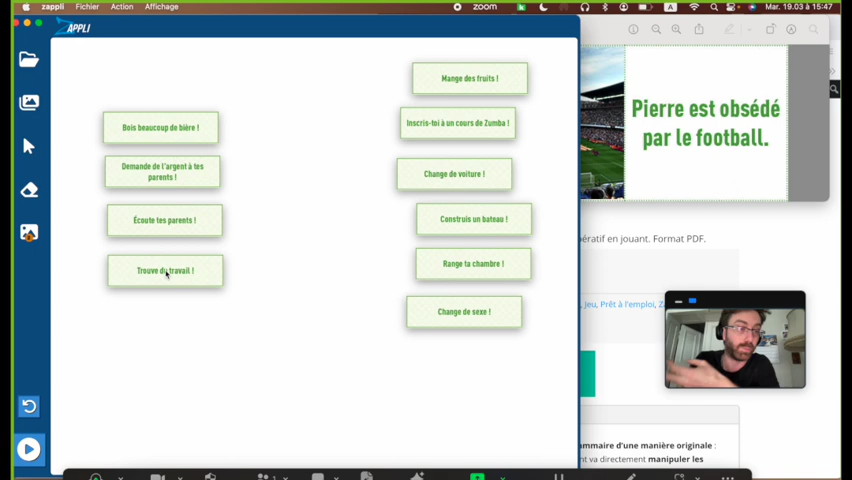 zappli Fichier Action Affichage
zoom
A
Mar. 19.03 à 15:47
ZAPPLI
Mange des fruits !
Inscris-toi à un cours de Zumba !
Bois beaucoup de bière !
Demande de l'argent à tes
parents !
Change de voiture !
Écoute tes parents !
Construis un bateau !
Trouve du travail !
Range ta chambre !
Change de sexe !
Pierre est obsédé
par le football.
ératif en jouant. Format PDF.
Jeu, Prêt à l'emploi,
ammaire d'une manière originale :
nt va directement manipuler les